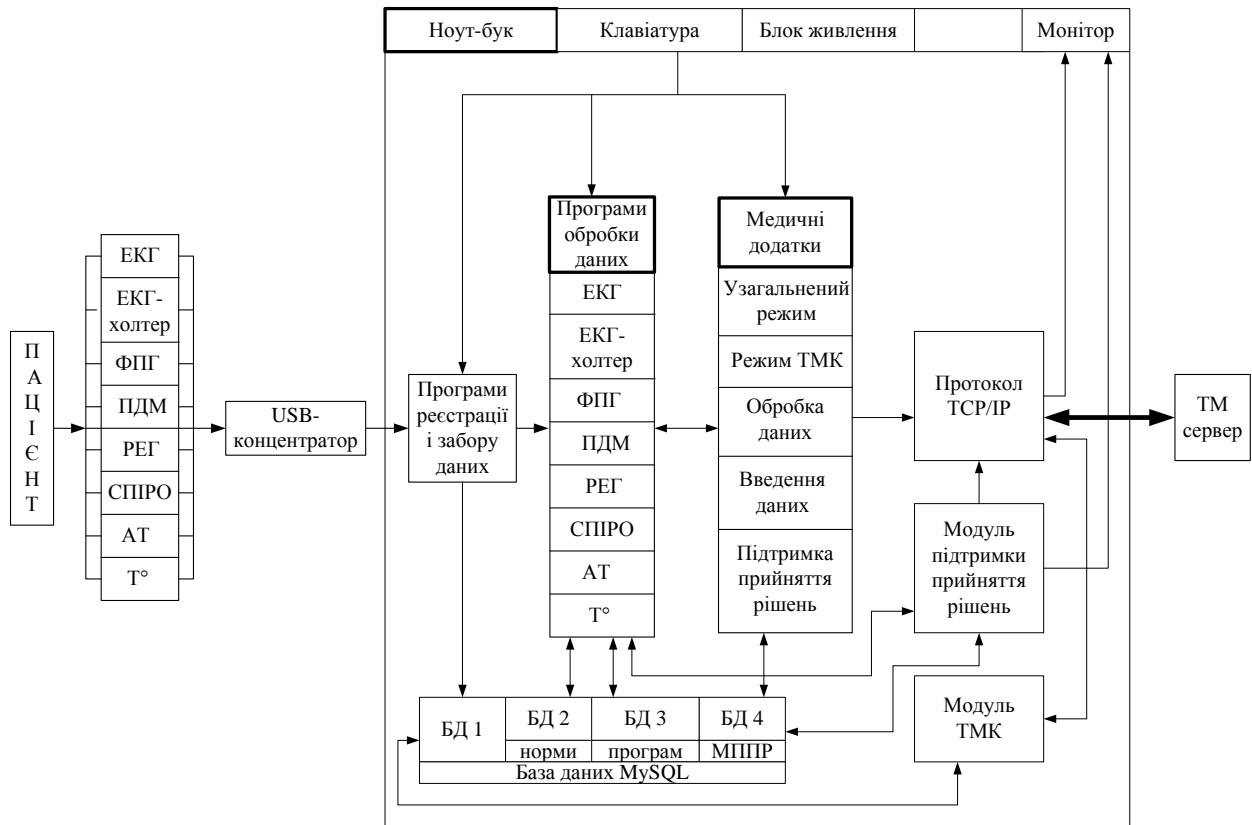 Ноут-бук
Клавіатура
Блок живлення
Монітор
ПАЦІЄНТ
ЕКГ
ЕКГ-
холтер
ФПГ
ПДМ
РЕГ
СПІРО
АТ
Т°
USB-
концентратор
Програми
реєстрації
і забору
даних
Програми
обробки
даних
ЕКГ
ЕКГ-
холтер
ФПГ
ПДМ
РЕГ
СПІРО
АТ
Т°
Медичні
додатки
Узагальнений
режим
Режим ТМК
Обробка
даних
Введення
даних
Підтримка
прийняття
рішень
Протокол
TCP/IP
ТМ
сервер
Модуль
підтримки
прийняття
рішень
Модуль
ТМК
БД 1
БД 2
норми
БД 3
програм
БД 4
МППР
База даних MySQL